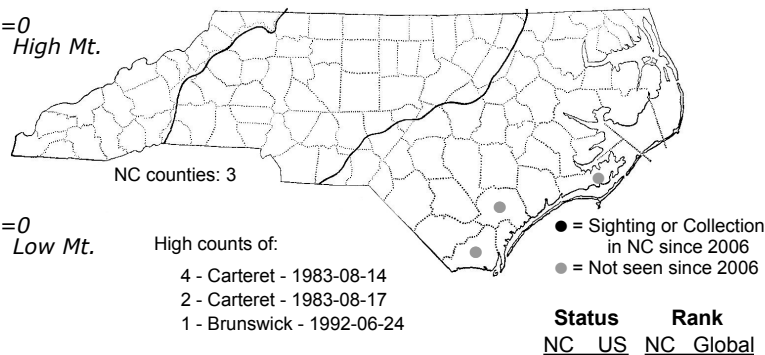 =0
High Mt.
NC counties: 3
=0
Low Mt.
High counts of:
4 - Carteret - 1983-08-14
2 - Carteret - 1983-08-17
1 - Brunswick - 1992-06-24
● = Sighting or Collection
in NC since 2006
● = Not seen since 2006
Status Rank
NC US NC Global